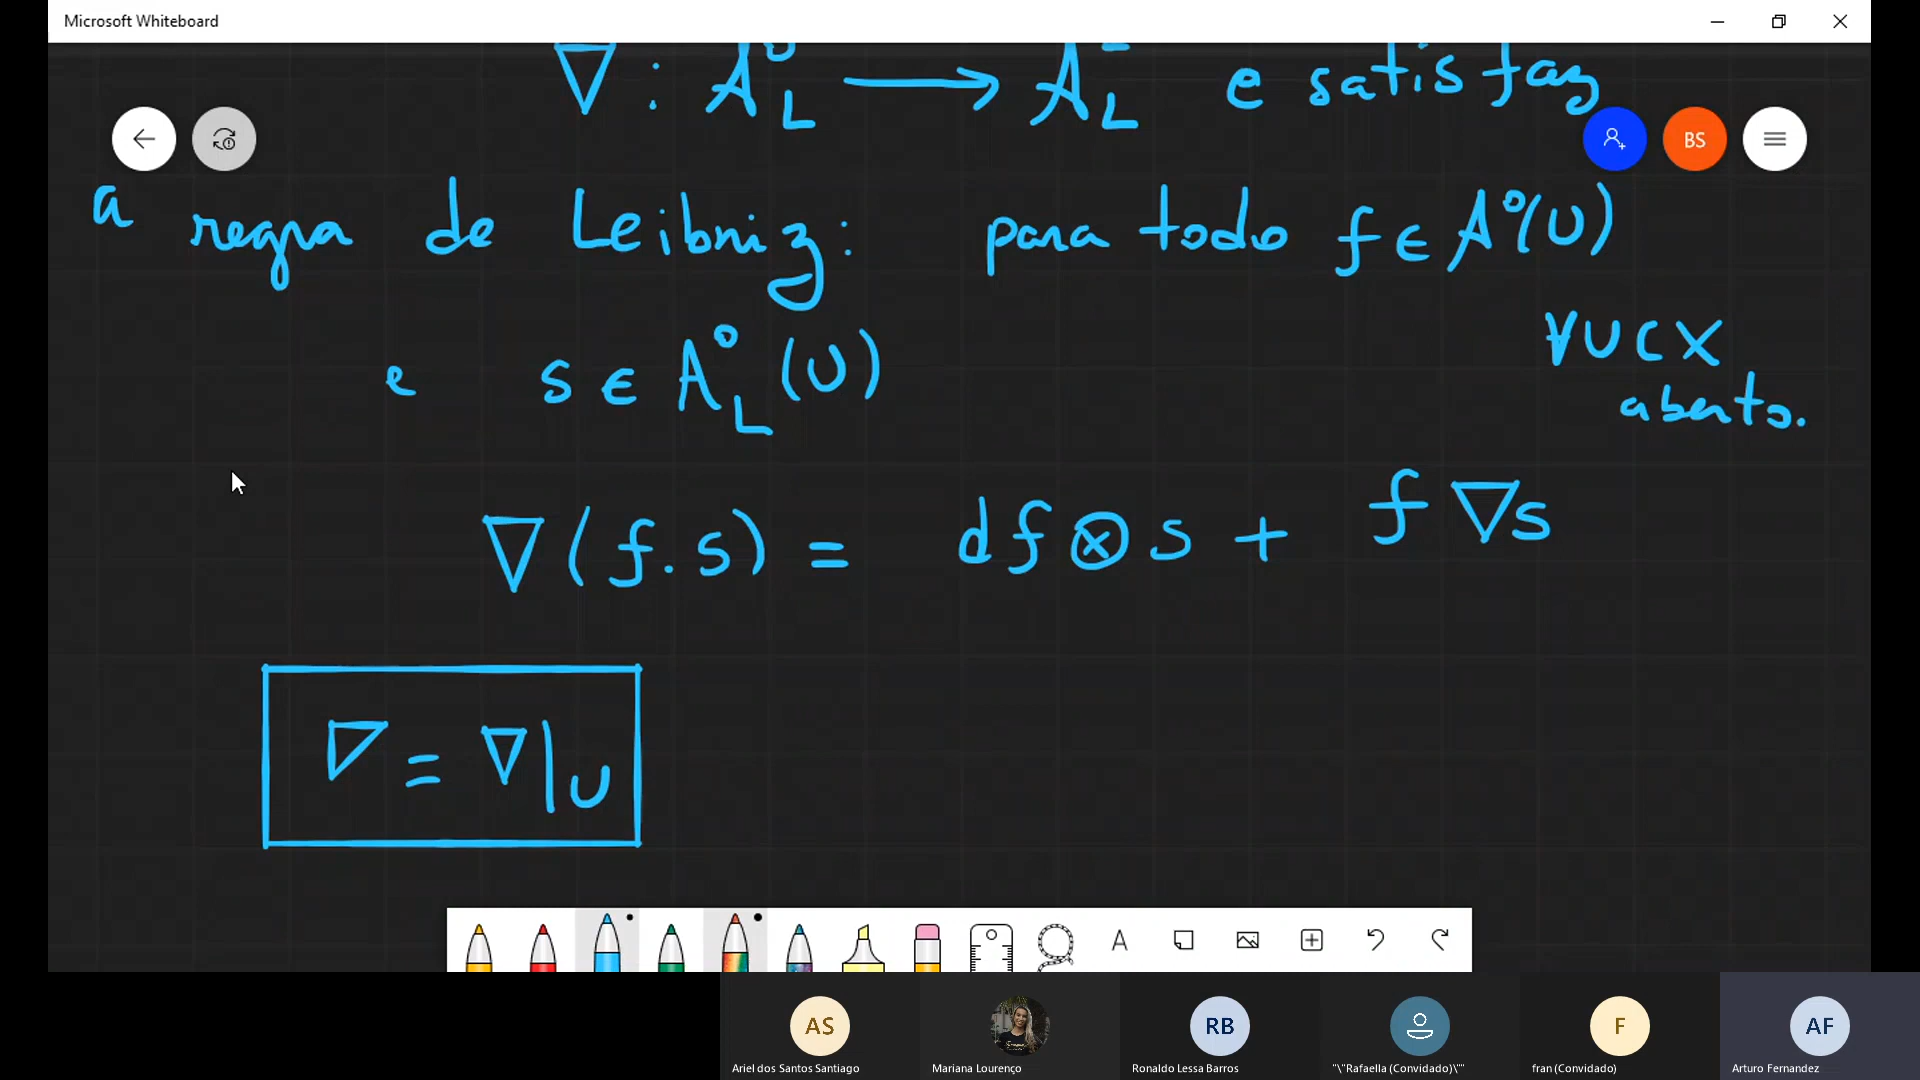 Microsoft Whiteboard
∇ : A⁰_L ⟶ A_L e satisfaz
a regra de Leibniz: para todo f ∈ A⁰(U)
∀ U ⊂ X
e s ∈ A⁰_L (U)
aberto.
∇(f.s) = df ⊗ s + f ∇s
∇ = ∇|_U
BS
A
AS
RB
F
AF
Ariel dos Santos Santiago
Mariana Lourenço
Ronaldo Lessa Barros
"\"Rafaella (Convidado)\""
fran (Convidado)
Arturo Fernandez